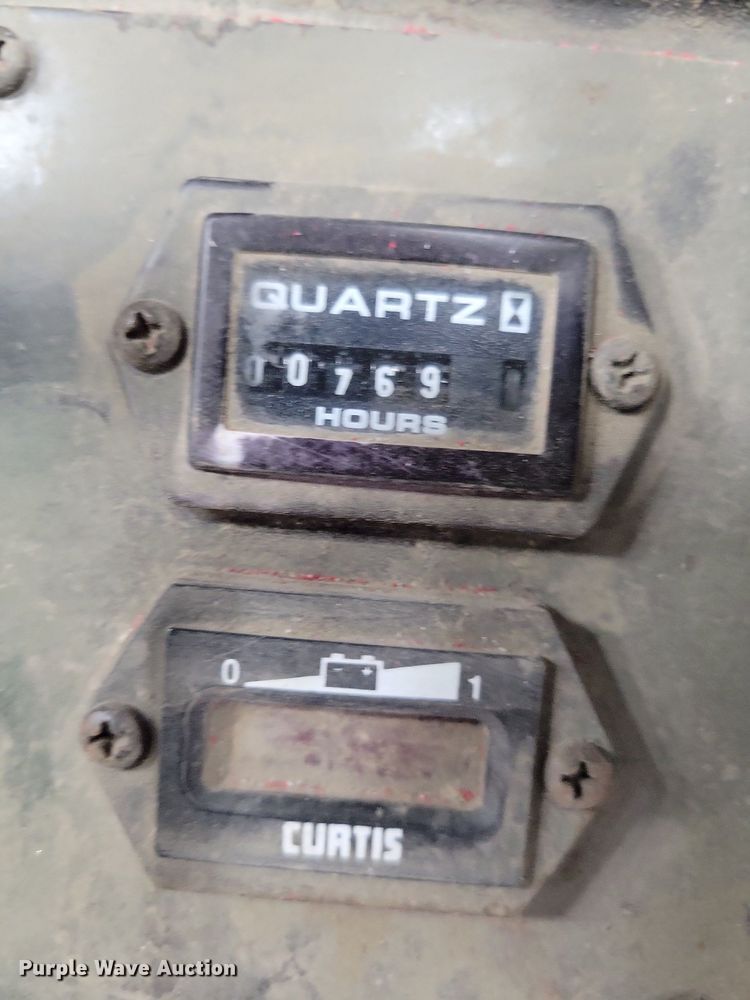 QUARTZ
00769
HOURS
0 - + 1
CURTIS
Purple Wave Auction